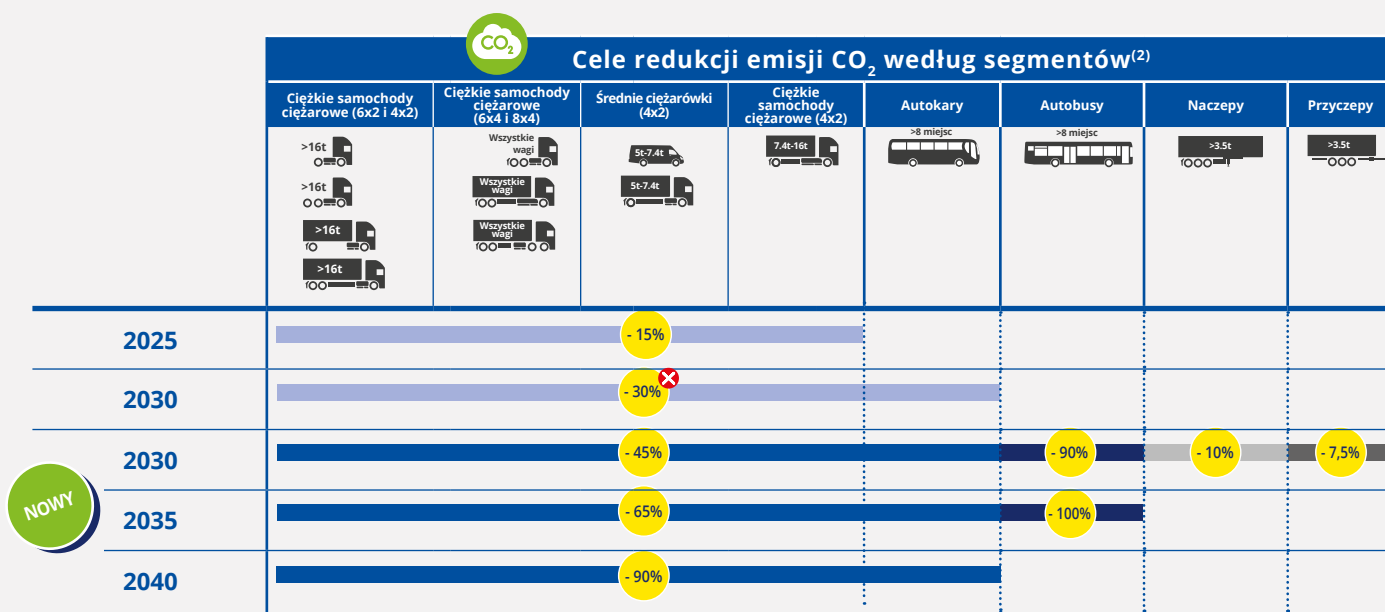 CO2
Cele redukcji emisji CO2 według segmentów(2)
Ciężkie samochody
ciężarowe (6x2 i 4x2)
Ciężkie samochody
ciężarowe
(6x4 i 8x4)
Średnie ciężarówki
(4x2)
Ciężkie
samochody
ciężarowe (4x2)
Autokary
Autobusy
Naczepy
Przyczepy
>16t
>16t
>16t
>16t
Wszystkie
wagi
Wszystkie
wagi
Wszystkie
wagi
5t-7.4t
5t-7.4t
7.4t-16t
>8 miejsc
>8 miejsc
>3.5t
>3.5t
2025
- 15%
2030
- 30%
2030
- 45%
- 90%
- 10%
- 7,5%
NOWY
2035
- 65%
- 100%
2040
- 90%